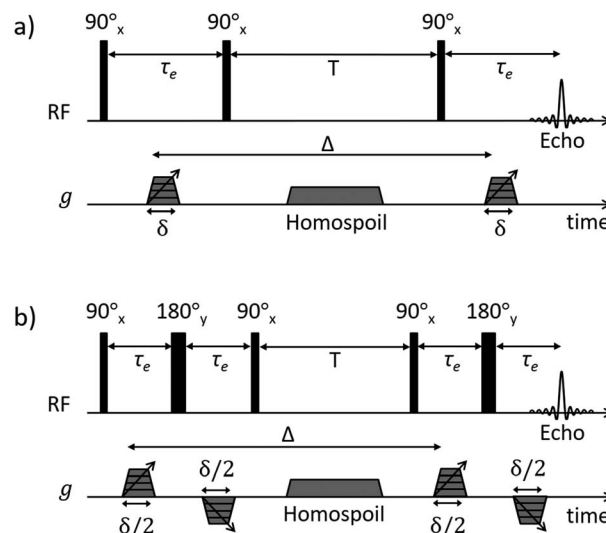 a)
90°ₓ 90°ₓ 90°ₓ
τₑ T τₑ
RF
Echo
Δ
g
δ Homospoil δ time
b)
90°ₓ 180°ᵧ 90°ₓ 90°ₓ 180°ᵧ
τₑ τₑ T τₑ τₑ
RF
Echo
Δ
δ/2 δ/2
g
Homospoil time
δ/2 δ/2